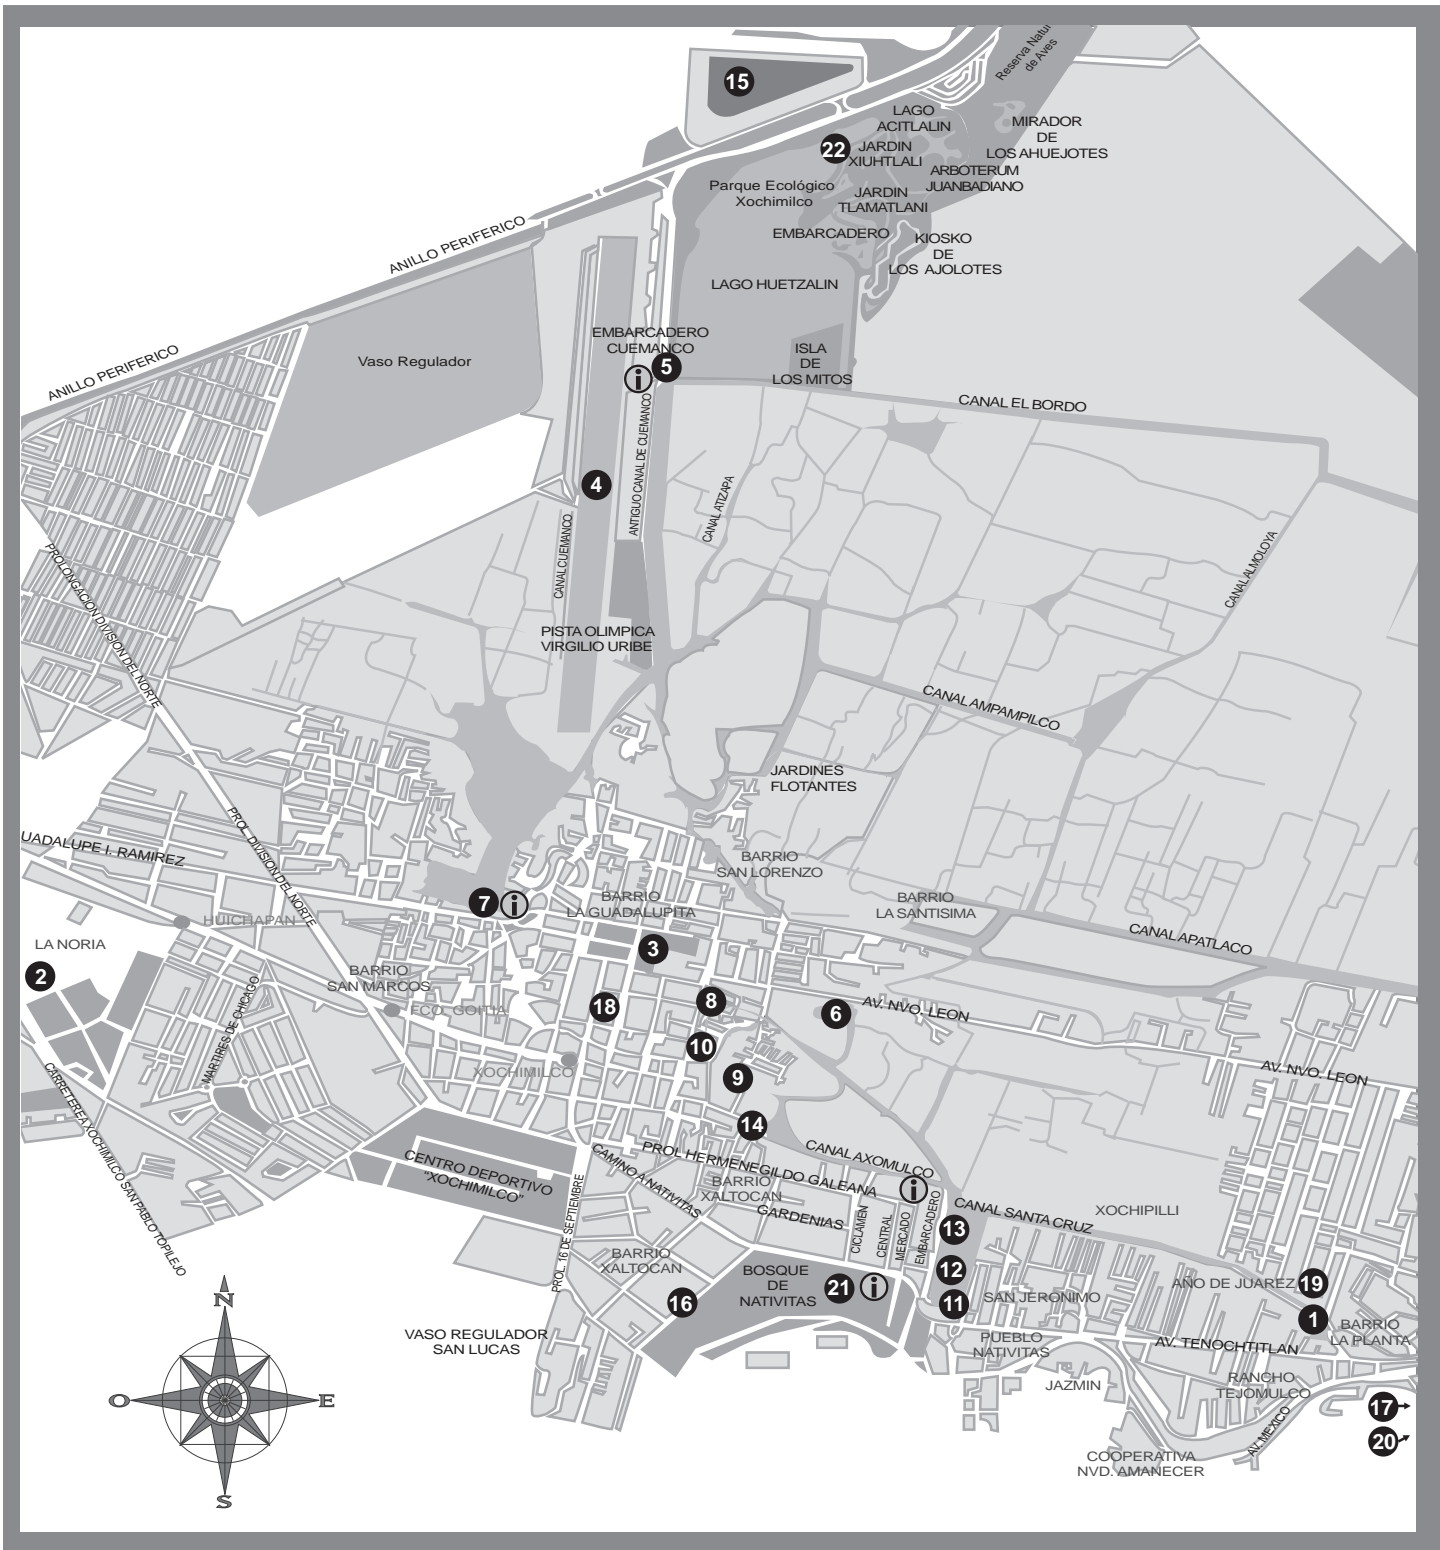 Reserva Natur
de Aves
15
LAGO
ACITLALIN
MIRADOR
DE
LOS AHUEJOTES
22
JARDIN
XIUHTLALI
ARBOTERUM
JUANBADIANO
Parque Ecológico
Xochimilco
JARDIN
TLAMATLANI
EMBARCADERO
KIOSKO
DE
LOS AJOLOTES
ANILLO PERIFERICO
LAGO HUETZALIN
EMBARCADERO
CUEMANCO
5
i
ISLA
DE
LOS MITOS
ANILLO PERIFERICO
Vaso Regulador
CANAL EL BORDO
4
ANTIGUO CANAL DE CUEMANCO
CANAL ATIZAPA
CANAL CUEMANCO
CANAL ALMOLOYA
PROLONGACION DIVISION DEL NORTE
PISTA OLIMPICA
VIRGILIO URIBE
CANAL AMPAMPILCO
JARDINES
FLOTANTES
UADALUPE I. RAMIREZ
PROL. DIVISION DEL NORTE
BARRIO
SAN LORENZO
7
i
BARRIO
LA GUADALUPITA
BARRIO
LA SANTISIMA
HUICHAPAN
LA NORIA
2
3
CANAL APATLACO
BARRIO
SAN MARCOS
MARTIRES DE CHICAGO
FCO. GOITIA
18
8
6
AV. NVO. LEON
10
XOCHIMILCO
9
AV. NVO. LEON
CARRETEREA XOCHIMILCO SAN PABLO TOPILEJO
14
CENTRO DEPORTIVO
“XOCHIMILCO”
CAMINO A NATIVITAS
PROL HERMENEGILDO GALEANA
CANAL AXOMULCO
BARRIO
XALTOCAN
i
GARDENIAS
CICLAMEN
CENTRAL
MERCADO
EMBARCADERO
CANAL SANTA CRUZ
13
XOCHIPILLI
PROL. 16 DE SEPTIEMBRE
BARRIO
XALTOCAN
16
BOSQUE
DE
NATIVITAS
21
i
12
11
SAN JERONIMO
AÑO DE JUAREZ
19
1
BARRIO
LA PLANTA
VASO REGULADOR
SAN LUCAS
PUEBLO
NATIVITAS
AV. TENOCHTITLAN
JAZMIN
RANCHO
TEJOMULCO
17
20
AV. MEXICO
COOPERATIVA
NVD. AMANECER
N
O
E
S